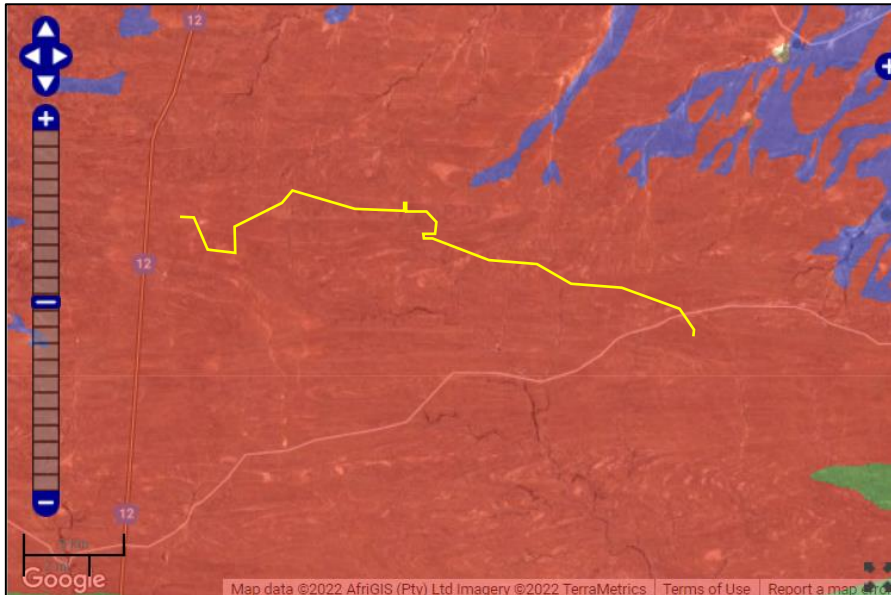 12
12
12
Google
Map data ©2022 AfriGIS (Pty) Ltd Imagery ©2022 TerraMetrics
Terms of Use
Report a map